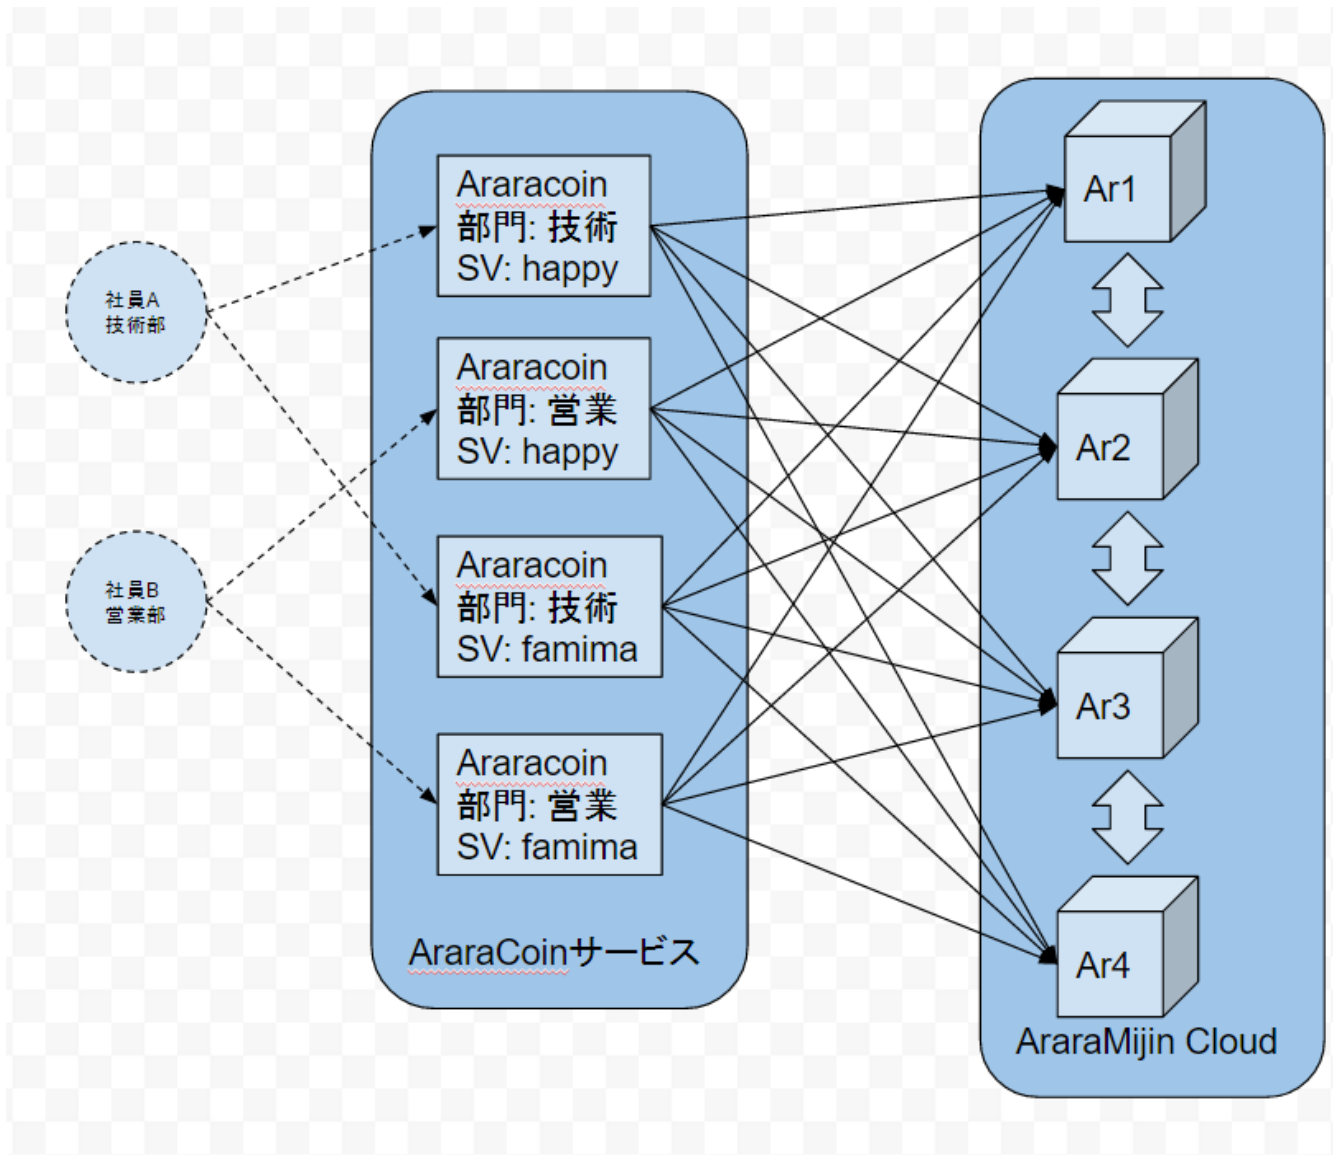 社員A
技術部
社員B
営業部
Araracoin
部門: 技術
SV: happy
Araracoin
部門: 営業
SV: happy
Araracoin
部門: 技術
SV: famima
Araracoin
部門: 営業
SV: famima
AraraCoinサービス
Ar1
Ar2
Ar3
Ar4
AraraMijin Cloud